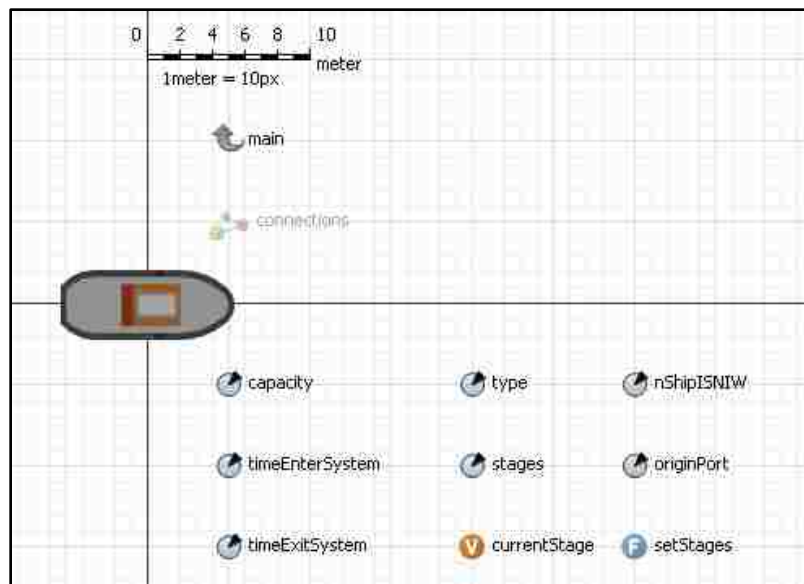 0 2 4 6 8 10
meter
1meter = 10px
main
connections
capacity type nShipISNIW
timeEnterSystem stages originPort
timeExitSystem V currentStage F setStages